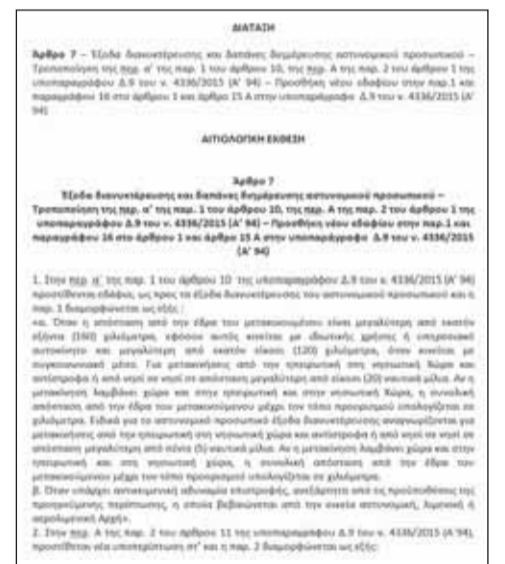 ΔΙΑΤΑΞΗ
Άρθρο 7 – Έξοδα διανυκτέρευσης και δαπάνες διημέρευσης αστυνομικού προσωπικού –
Τροποποίηση της περ. α' της παρ. 1 του άρθρου 10, της περ. Α της παρ. 2 του άρθρου 1 της
υποπαραγράφου Δ.9 του ν. 4336/2015 (Α' 94) – Προσθήκη νέου εδαφίου στην παρ.1 και
παραγράφου 16 στο άρθρου 1 και άρθρο 15 Α στην υποπαράγραφο Δ.9 του ν. 4336/2015 (Α'
94)
ΑΙΤΙΟΛΟΓΙΚΗ ΕΚΘΕΣΗ
Άρθρο 7
Έξοδα διανυκτέρευσης και δαπάνες διημέρευσης αστυνομικού προσωπικού –
Τροποποίηση της περ. α' της παρ. 1 του άρθρου 10, της περ. Α της παρ. 2 του άρθρου 1 της
υποπαραγράφου Δ.9 του ν. 4336/2015 (Α' 94) – Προσθήκη νέου εδαφίου στην παρ.1 και
παραγράφου 16 στο άρθρου 1 και άρθρο 15 Α στην υποπαράγραφο Δ.9 του ν. 4336/2015
(Α' 94)
1. Στην περ. α' της παρ. 1 του άρθρου 10 της υποπαραγράφου Δ.9 του ν. 4336/2015 (Α' 94)
προστίθενται εδάφια, ως προς τα έξοδα διανυκτέρευσης του αστυνομικού προσωπικού και η
παρ. 1 διαμορφώνεται ως εξής :
«α. Όταν η απόσταση από την έδρα του μετακινουμένου είναι μεγαλύτερη από εκατόν
εξήντα (160) χιλιόμετρα, εφόσον αυτός κινείται με ιδιωτικής χρήσης ή υπηρεσιακό
αυτοκίνητο και μεγαλύτερη από εκατόν είκοσι (120) χιλιόμετρα, όταν κινείται με
συγκοινωνιακό μέσο. Για μετακινήσεις από την ηπειρωτική στη νησιωτική Χώρα και
αντίστροφα ή από νησί σε νησί σε απόσταση μεγαλύτερη από είκοσι (20) ναυτικά μίλια. Αν η
μετακίνηση λαμβάνει χώρα και στην ηπειρωτική και στην νησιωτική Χώρα, η συνολική
απόσταση από την έδρα του μετακινούμενου μέχρι τον τόπο προορισμού υπολογίζεται σε
χιλιόμετρα. Ειδικά για το αστυνομικό προσωπικό έξοδα διανυκτέρευσης αναγνωρίζονται για
μετακινήσεις από την ηπειρωτική στη νησιωτική χώρα και αντίστροφα ή από νησί σε νησί σε
απόσταση μεγαλύτερη από πέντε (5) ναυτικά μίλια. Αν η μετακίνηση λαμβάνει χώρα και στην
ηπειρωτική και στη νησιωτική χώρα, η συνολική απόσταση από την έδρα του
μετακινούμενου μέχρι τον τόπο προορισμού υπολογίζεται σε χιλιόμετρα.
β. Όταν υπάρχει αντικειμενική αδυναμία επιστροφής, ανεξάρτητα από τις προϋποθέσεις της
προηγούμενης περίπτωσης, η οποία βεβαιώνεται από την οικεία αστυνομική, λιμενική ή
αερολιμενική Αρχή».
2. Στην περ. Α της παρ. 2 του άρθρου 11 της υποπαραγράφου Δ.9 του ν. 4336/2015 (Α' 94),
προστίθεται νέα υποπερίπτωση στ' και η παρ. 2 διαμορφώνεται ως εξής: